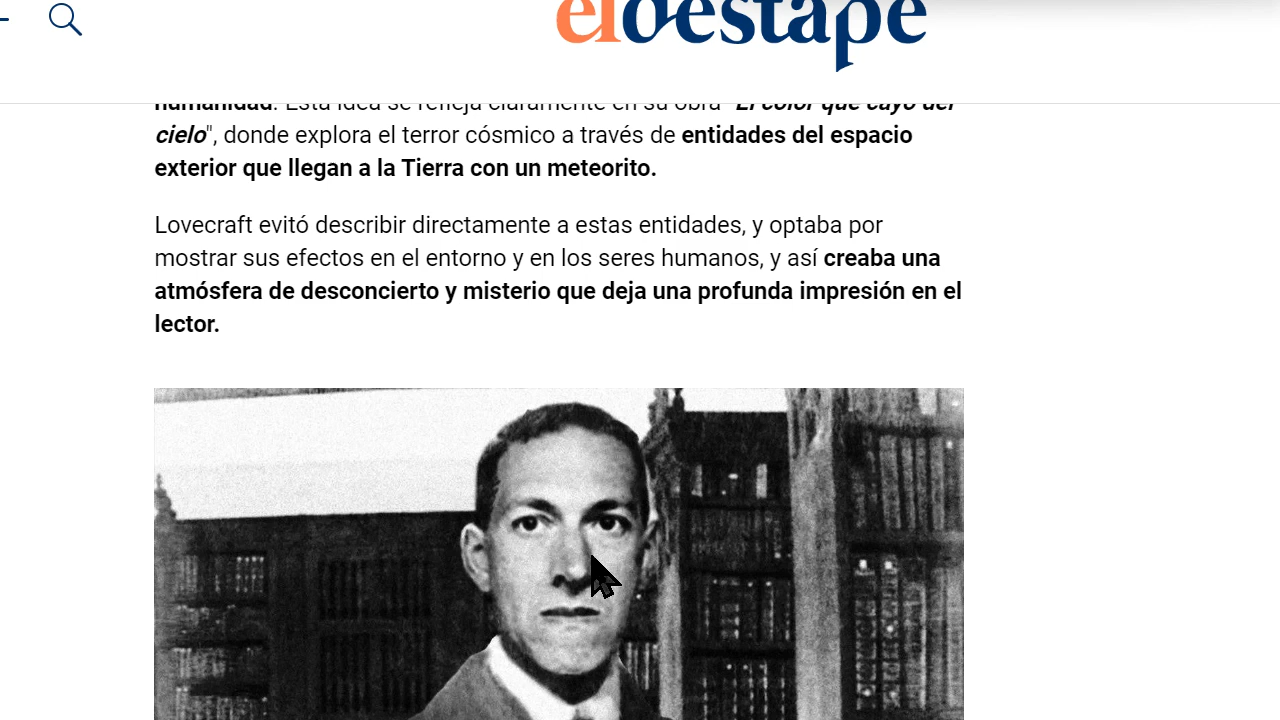 eldestape
humanidad. Esta idea se refleja claramente en su obra "El color que cayó del
cielo", donde explora el terror cósmico a través de entidades del espacio
exterior que llegan a la Tierra con un meteorito.
Lovecraft evitó describir directamente a estas entidades, y optaba por
mostrar sus efectos en el entorno y en los seres humanos, y así creaba una
atmósfera de desconcierto y misterio que deja una profunda impresión en el
lector.